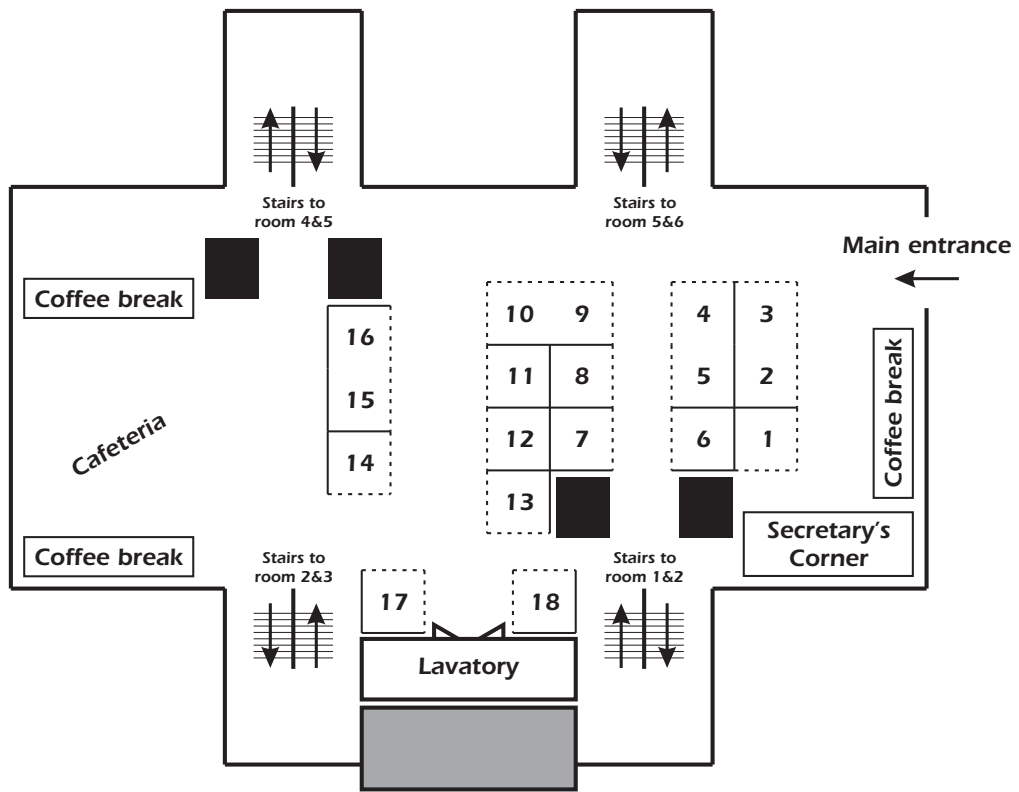 Stairs to
room 4&5
Stairs to
room 5&6
Main entrance
Coffee break
10 9 4 3
16
11 8 5 2
15
Coffee break
Cafeteria
12 7 6 1
14
13
Secretary's
Corner
Coffee break
Stairs to
room 2&3
Stairs to
room 1&2
17 18
Lavatory